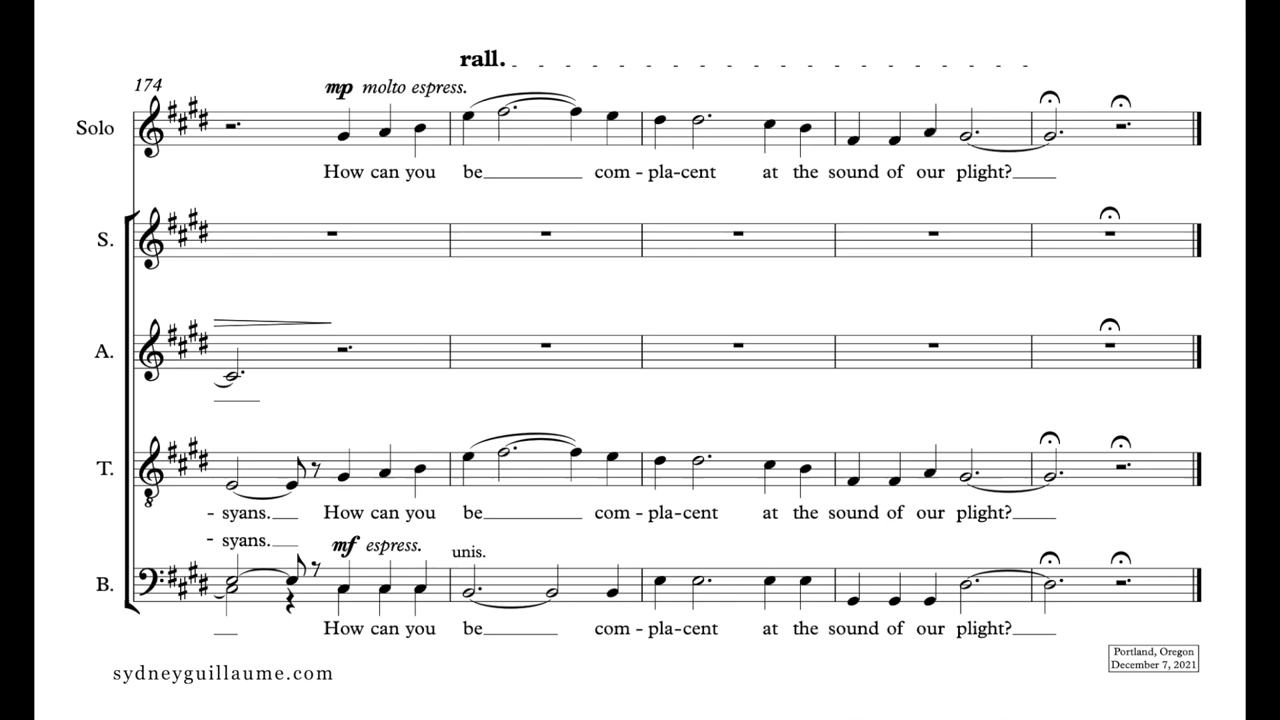 rall.
174
mp molto espress.
Solo
How can you be com - pla-cent at the sound of our plight?
S.
A.
T.
- syans. How can you be com - pla-cent at the sound of our plight?
- syans.
mf espress.
unis.
B.
How can you be com - pla-cent at the sound of our plight?
Portland, Oregon
December 7, 2021
sydneyguillaume.com